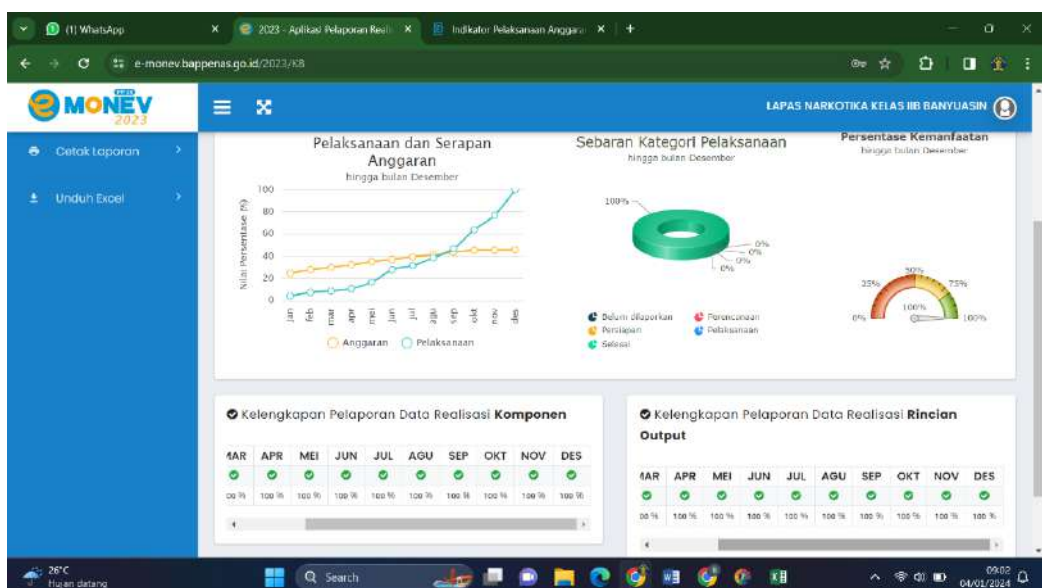 (1) WhatsApp
2023 - Aplikasi Pelaporan Reali
Indikator Pelaksanaan Anggara
e-monev.bappenas.go.id/2023/K8
eMONEV
2023
LAPAS NARKOTIKA KELAS IIB BANYUASIN
Cetak Laporan
Unduh Excel
Pelaksanaan dan Serapan
Anggaran
hingga bulan Desember
Nilai Persentase (%)
100
80
60
40
20
0
jan feb mar apr mei jun jul agu sep okt nov des
Anggaran Pelaksanaan
Sebaran Kategori Pelaksanaan
hingga bulan Desember
100%
0%
0%
0%
0%
Belum dilaporkan Perencanaan
Persiapan Pelaksanaan
Selesai
Persentase Kemanfaatan
hingga bulan Desember
50%
25% 75%
100%
0% 100%
Kelengkapan Pelaporan Data Realisasi Komponen
MAR APR MEI JUN JUL AGU SEP OKT NOV DES
00 % 100 % 100 % 100 % 100 % 100 % 100 % 100 % 100 % 100 %
Kelengkapan Pelaporan Data Realisasi Rincian
Output
MAR APR MEI JUN JUL AGU SEP OKT NOV DES
00 % 100 % 100 % 100 % 100 % 100 % 100 % 100 % 100 % 100 %
26°C
Hujan datang
Search
09:02
04/01/2024